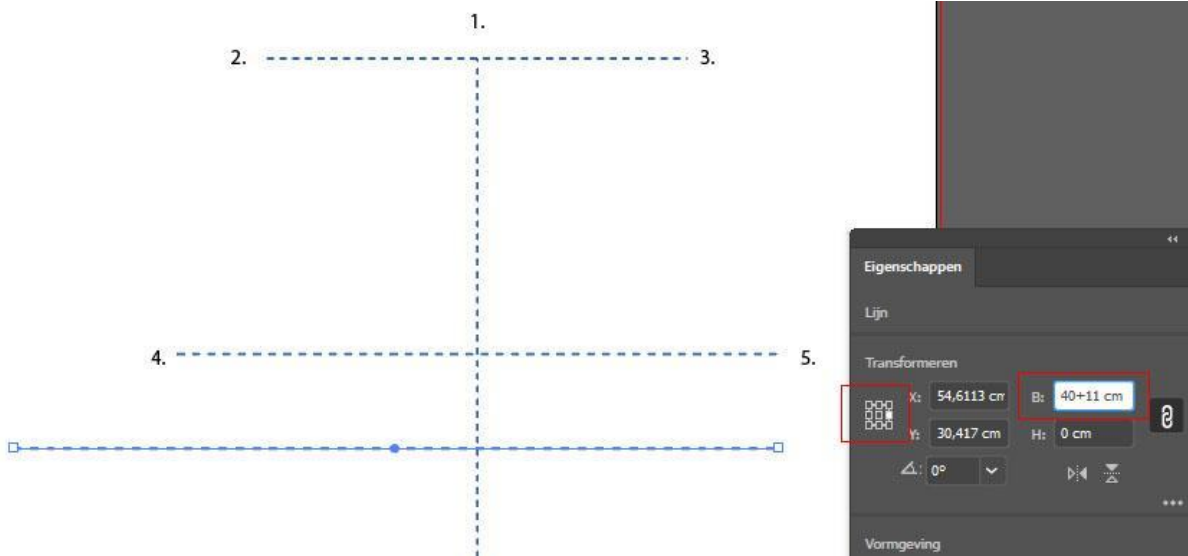 1.
2.
3.
4.
5.
Eigenschappen
Lijn
Transformeren
X: 54,6113 cm B: 40+11 cm
Y: 30,417 cm H: 0 cm
0°
Vormgeving